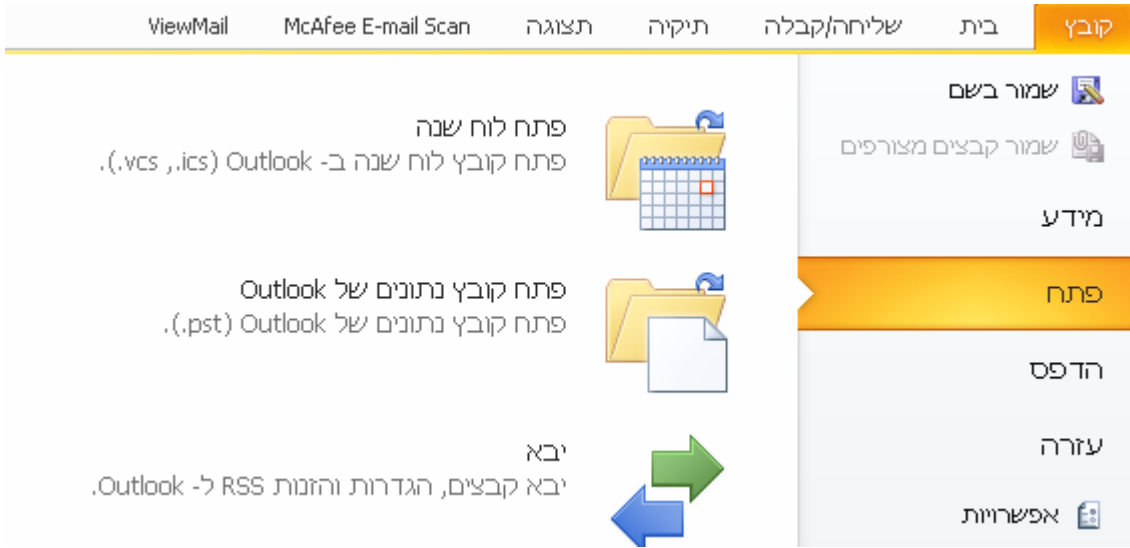 קובץ
בית
שליחה/קבלה
תיקיה
תצוגה
McAfee E-mail Scan
ViewMail
שמור בשם
שמור קבצים מצורפים
מידע
פתח
הדפס
עזרה
אפשרויות
פתח לוח שנה
פתח קובץ לוח שנה ב- Outlook (.vcs ,.ics).
פתח קובץ נתונים של Outlook
פתח קובץ נתונים של Outlook (.pst).
יבא
יבא קבצים, הגדרות והזנות RSS ל- Outlook.